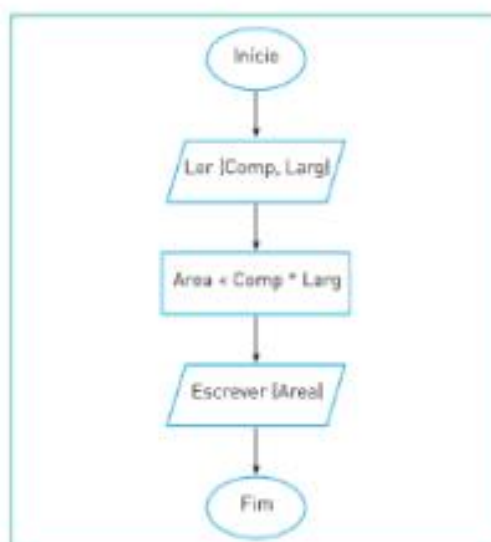 Início
Ler (Comp, Larg)
Area < Comp * Larg
Escrever (Area)
Fim